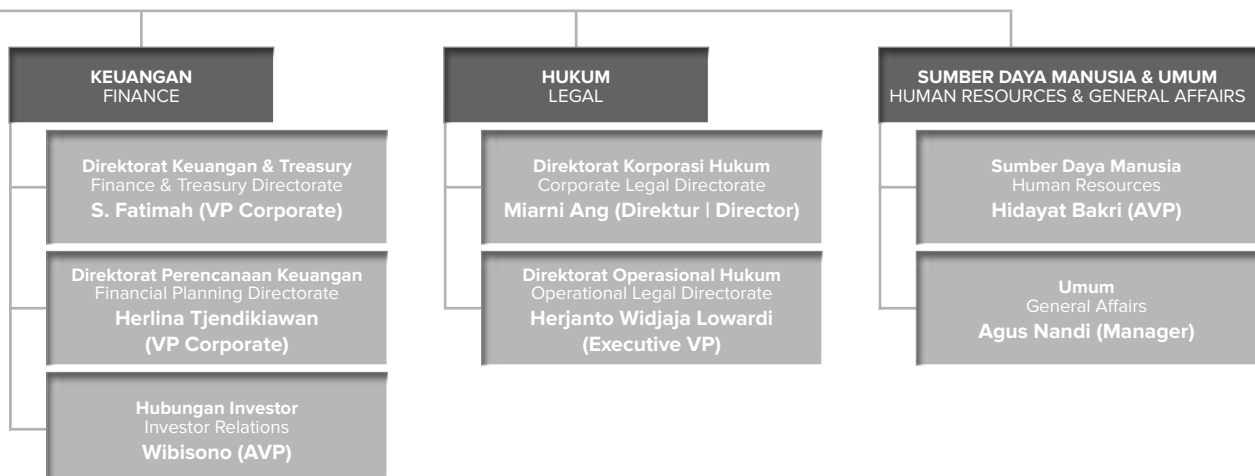 KEUANGAN
FINANCE
Direktorat Keuangan & Treasury
Finance & Treasury Directorate
S. Fatimah (VP Corporate)
Direktorat Perencanaan Keuangan
Financial Planning Directorate
Herlina Tjendikiawan
(VP Corporate)
Hubungan Investor
Investor Relations
Wibisono (AVP)
HUKUM
LEGAL
Direktorat Korporasi Hukum
Corporate Legal Directorate
Miarni Ang (Direktur | Director)
Direktorat Operasional Hukum
Operational Legal Directorate
Herjanto Widjaja Lowardi
(Executive VP)
SUMBER DAYA MANUSIA & UMUM
HUMAN RESOURCES & GENERAL AFFAIRS
Sumber Daya Manusia
Human Resources
Hidayat Bakri (AVP)
Umum
General Affairs
Agus Nandi (Manager)